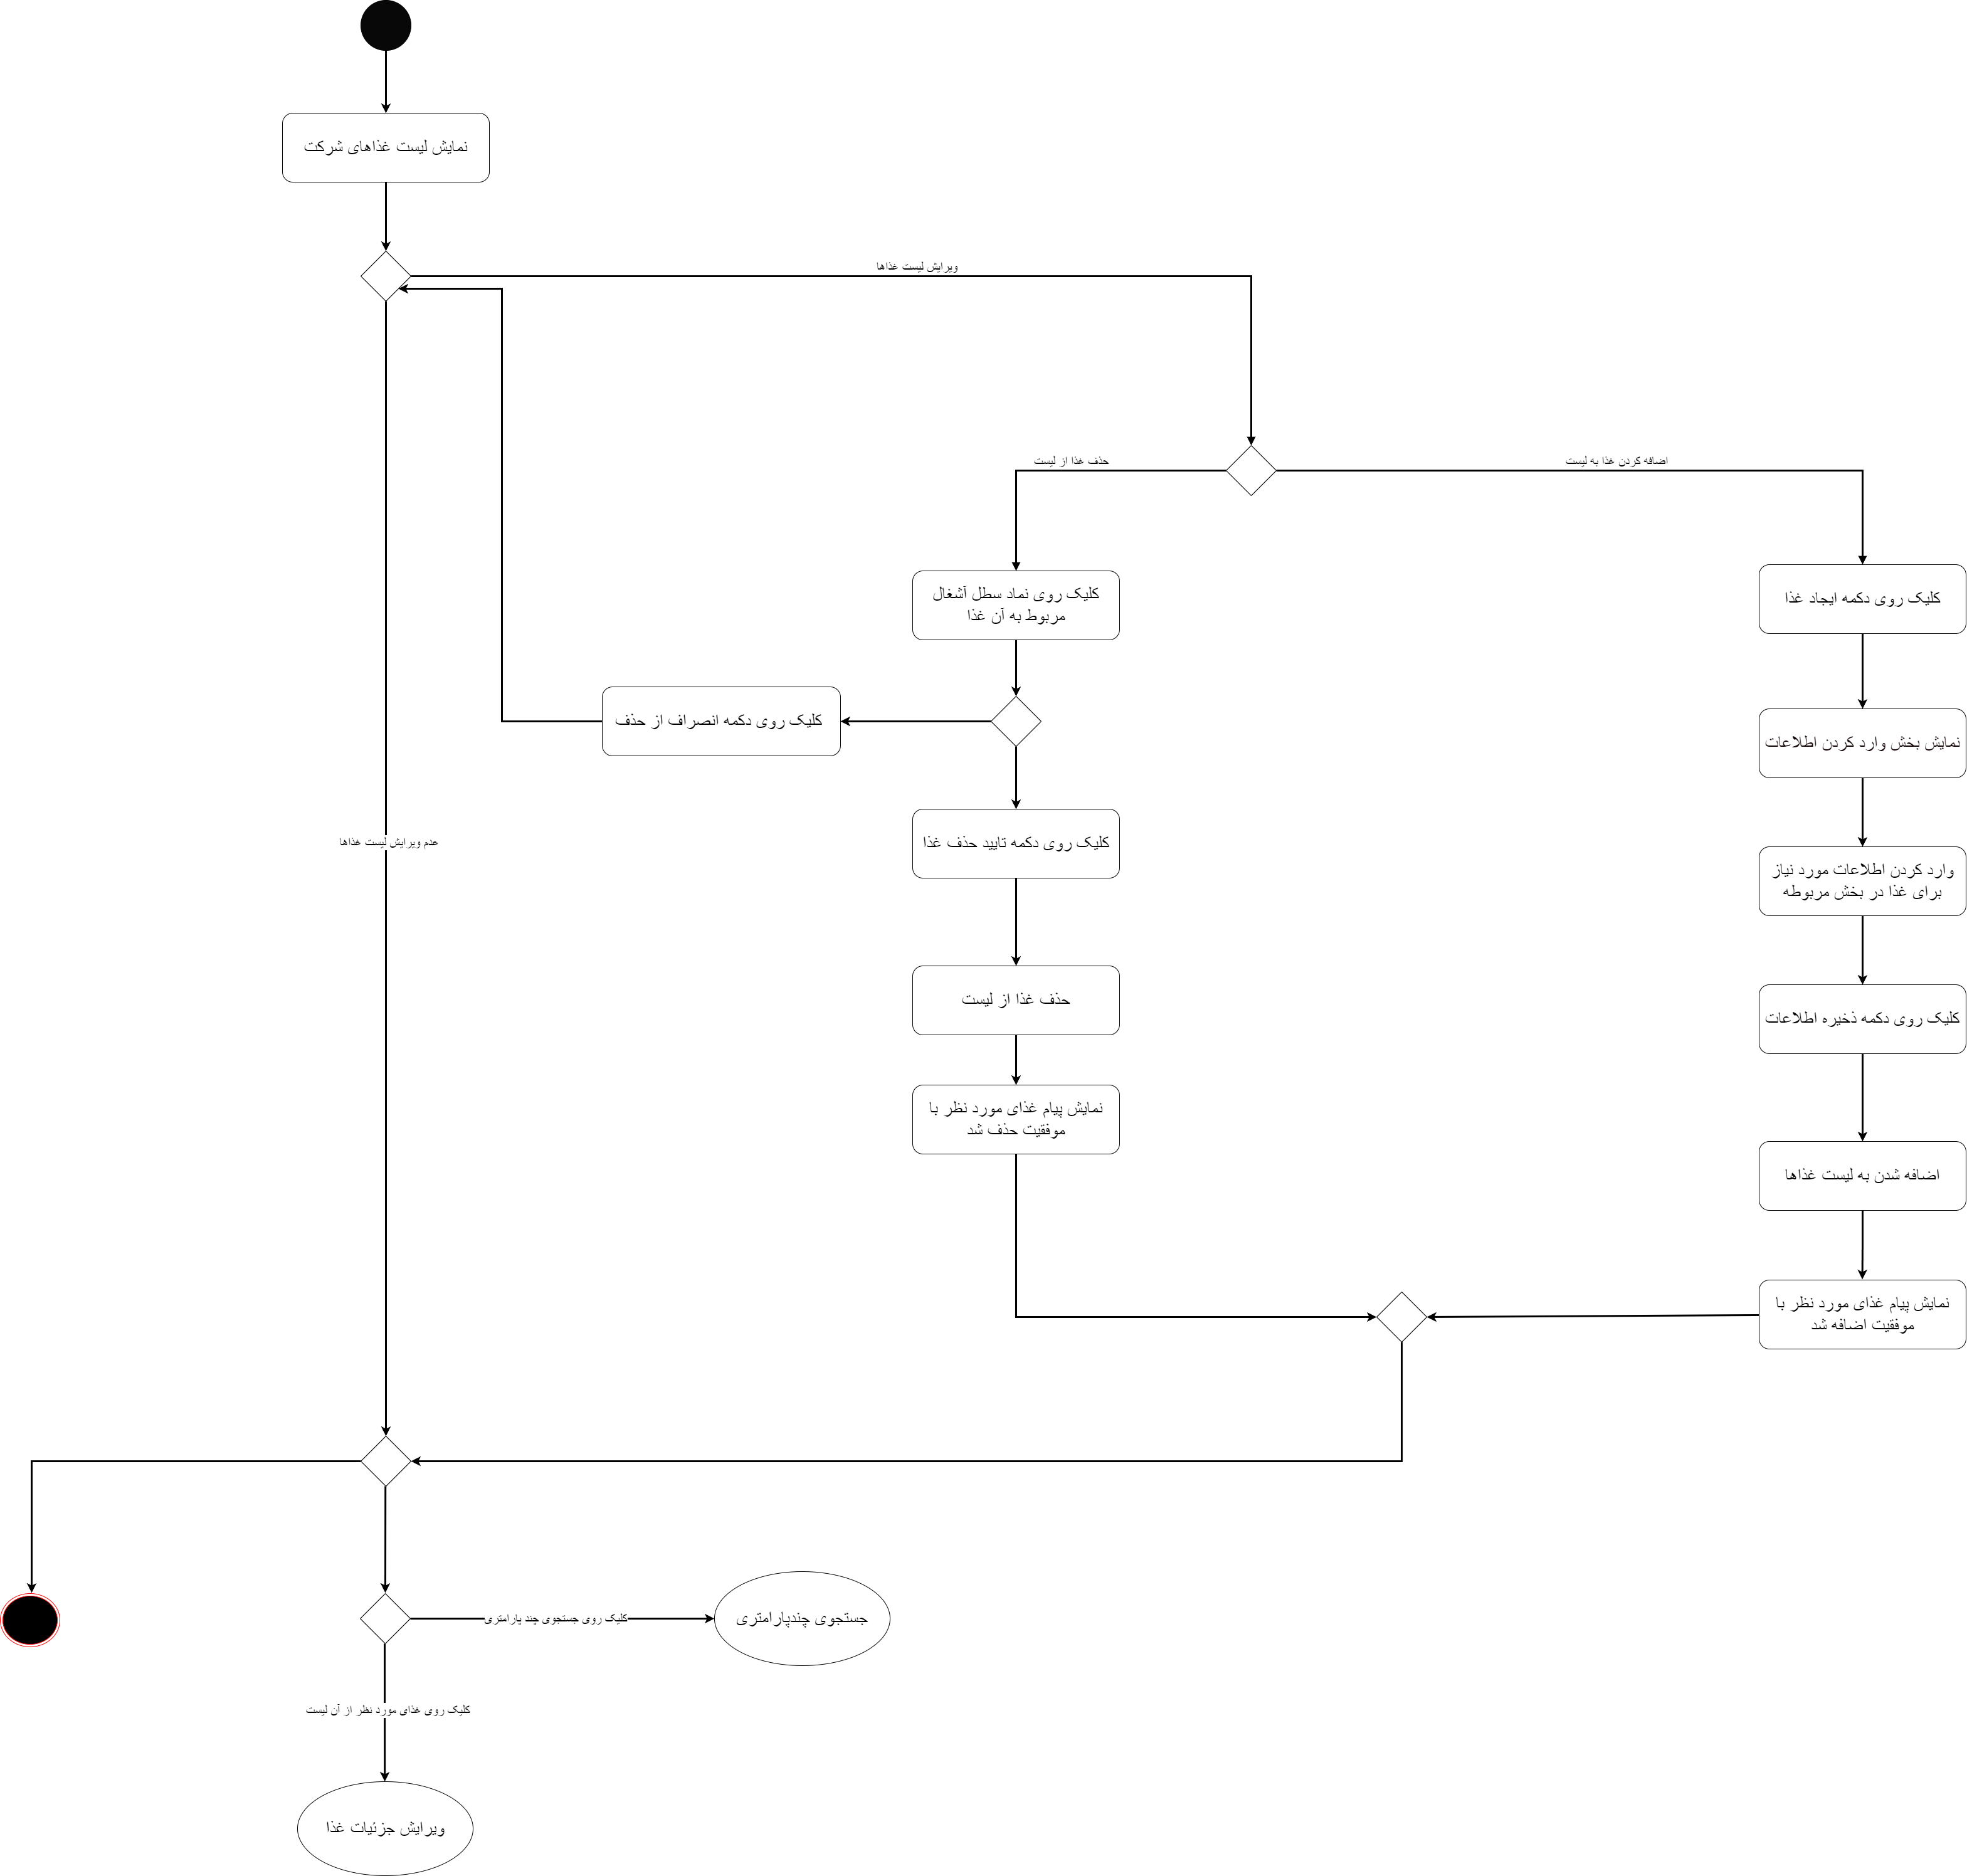 نمایش لیست غذاهای شرکت
ویرایش لیست غذاها
حذف غذا از لیست
اضافه کردن غذا به لیست
کلیک روی نماد سطل آشغال
مربوط به آن غذا
کلیک روی دکمه ایجاد غذا
کلیک روی دکمه انصراف از حذف
نمایش بخش وارد کردن اطلاعات
عدم ویرایش لیست غذاها
کلیک روی دکمه تایید حذف غذا
وارد کردن اطلاعات مورد نیاز
برای غذا در بخش مربوطه
حذف غذا از لیست
کلیک روی دکمه ذخیره اطلاعات
نمایش پیام غذای مورد نظر با
موفقیت حذف شد
اضافه شدن به لیست غذاها
نمایش پیام غذای مورد نظر با
موفقیت اضافه شد
کلیک روی جستجوی چند پارامتری
جستجوی چندپارامتری
کلیک روی غذای مورد نظر از آن لیست
ویرایش جزئیات غذا